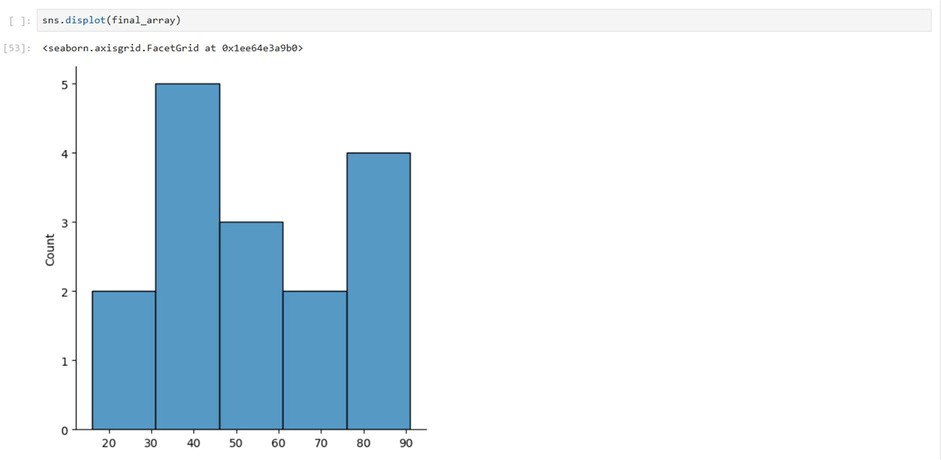 [ ]: sns.displot(final_array)
[53]: <seaborn.axisgrid.FacetGrid at 0x1ee64e3a9b0>
5
4
3
2
1
0
Count
20 30 40 50 60 70 80 90